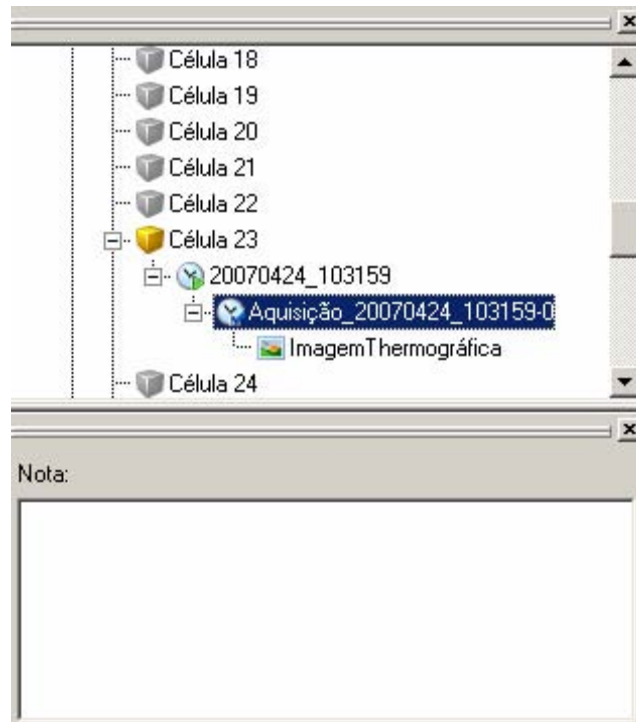 Célula 18
Célula 19
Célula 20
Célula 21
Célula 22
Célula 23
20070424_103159
Aquisição_20070424_103159-0
ImagemThermográfica
Célula 24
Nota: